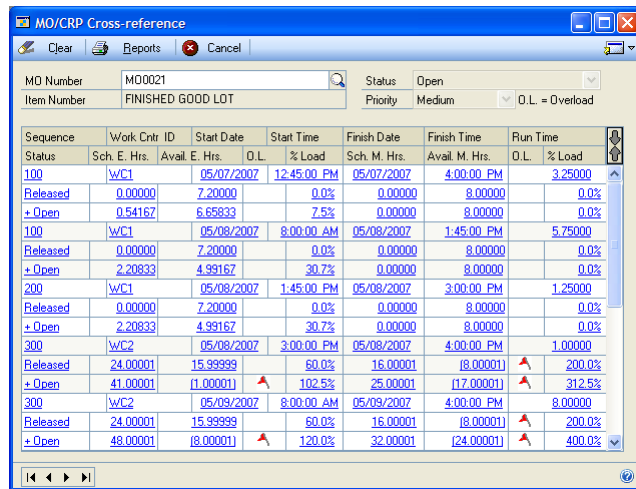 MO/CRP Cross-reference
Clear Reports Cancel
MO Number MO0021 Status Open
Item Number FINISHED GOOD LOT Priority Medium O.L. = Overload
Sequence Work Cntr ID Start Date Start Time Finish Date Finish Time Run Time
Status Sch. E. Hrs. Avail. E. Hrs. O.L. % Load Sch. M. Hrs. Avail. M. Hrs. O.L. % Load
100 WC1 05/07/2007 12:45:00 PM 05/07/2007 4:00:00 PM 3.25000
Released 0.00000 7.20000 0.0% 0.00000 8.00000 0.0%
+ Open 0.54167 6.65833 7.5% 0.00000 8.00000 0.0%
100 WC1 05/08/2007 8:00:00 AM 05/08/2007 1:45:00 PM 5.75000
Released 0.00000 7.20000 0.0% 0.00000 8.00000 0.0%
+ Open 2.20833 4.99167 30.7% 0.00000 8.00000 0.0%
200 WC1 05/08/2007 1:45:00 PM 05/08/2007 3:00:00 PM 1.25000
Released 0.00000 7.20000 0.0% 0.00000 8.00000 0.0%
+ Open 2.20833 4.99167 30.7% 0.00000 8.00000 0.0%
300 WC2 05/08/2007 3:00:00 PM 05/08/2007 4:00:00 PM 1.00000
Released 24.00001 15.99999 60.0% 16.00001 (8.00001) 200.0%
+ Open 41.00001 (1.00001) 102.5% 25.00001 (17.00001) 312.5%
300 WC2 05/09/2007 8:00:00 AM 05/09/2007 4:00:00 PM 8.00000
Released 24.00001 15.99999 60.0% 16.00001 (8.00001) 200.0%
+ Open 48.00001 (8.00001) 120.0% 32.00001 (24.00001) 400.0%